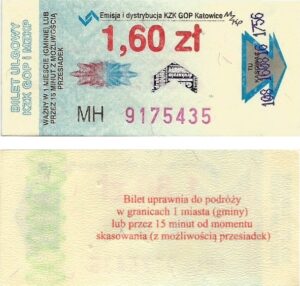 Emisja i dystrybucja KZK GOP Katowice
1,60 zł
BILET ULGOWY
KZK GOP i MZKP
WAŻNY W 1 MIEŚCIE (GMINIE) LUB
PRZEZ 15 MINUT Z MOŻLIWOŚCIĄ
PRZESIADEK
MH 9175435
TU
Bilet uprawnia do podróży
w granicach 1 miasta (gminy)
lub przez 15 minut od momentu
skasowania (z możliwością przesiadek)